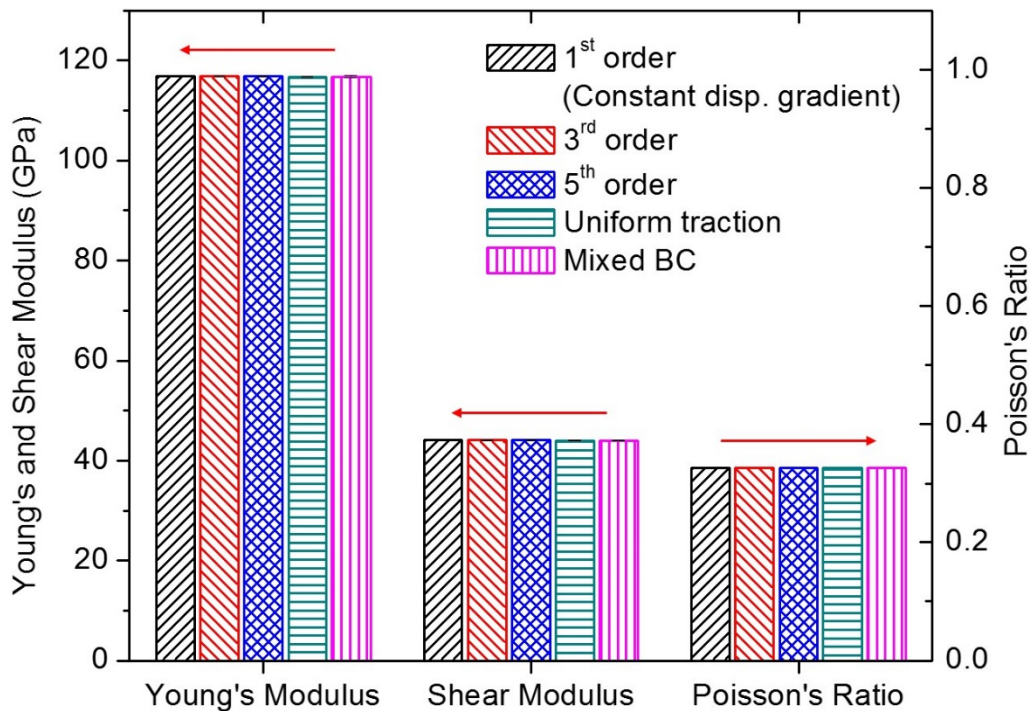 120
100
80
60
40
20
0
Young's and Shear Modulus (GPa)
1st order
(Constant disp. gradient)
3rd order
5th order
Uniform traction
Mixed BC
1.0
0.8
0.6
0.4
0.2
0.0
Poisson's Ratio
Young's Modulus
Shear Modulus
Poisson's Ratio